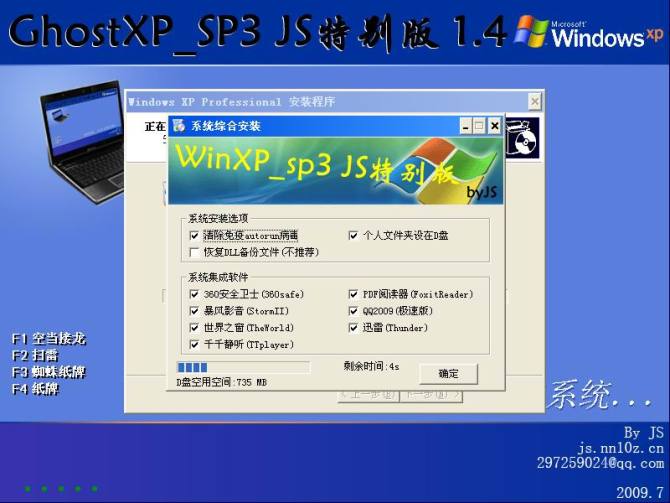 GhostXP_SP3 JS特别版 1.4
Microsoft
Windows xp
Windows XP Professional 安装程序
正在
系统综合安装
WinXP_sp3 JS特别版
byJS
系统安装选项
清除免疫autorun病毒
个人文件夹设在D盘
恢复DLL备份文件(不推荐)
系统集成软件
360安全卫士(360safe)
PDF阅读器(FoxitReader)
暴风影音(StormII)
QQ2009(极速版)
世界之窗(TheWorld)
迅雷(Thunder)
千千静听(TTplayer)
剩余时间:4s
确定
D盘空用空间:735 MB
<上一步(B)
下一步(N)>
F1 空当接龙
F2 扫雷
F3 蜘蛛纸牌
F4 纸牌
系统...
By JS
js.nn10z.cn
297259024@qq.com
2009.7